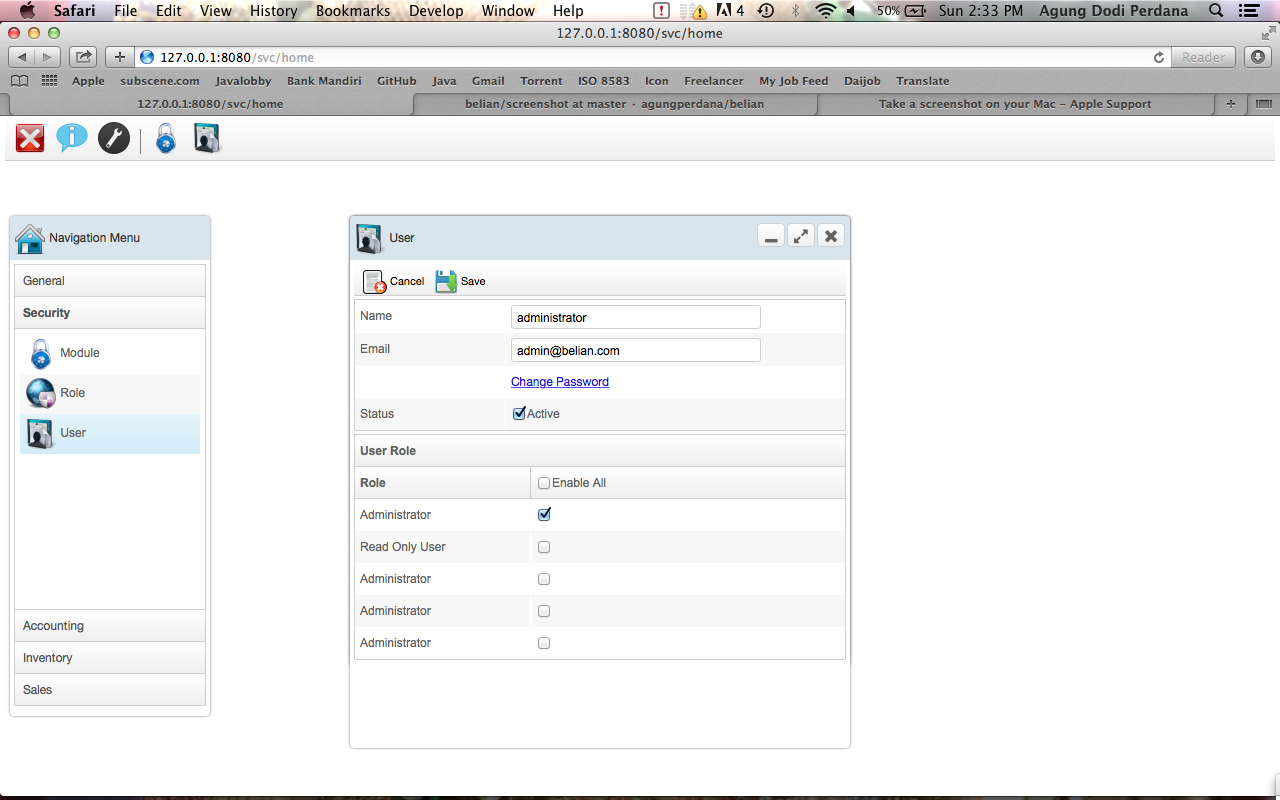 Safari File Edit View History Bookmarks Develop Window Help 4 50% Sun 2:33 PM Agung Dodi Perdana
127.0.0.1:8080/svc/home
127.0.0.1:8080/svc/home Reader
Apple subscene.com Javalobby Bank Mandiri GitHub Java Gmail Torrent ISO 8583 Icon Freelancer My Job Feed Daijob Translate
127.0.0.1:8080/svc/home belian/screenshot at master · agungperdana/belian Take a screenshot on your Mac – Apple Support
Navigation Menu
General
Security
Module
Role
User
Accounting
Inventory
Sales
User
Cancel Save
Name administrator
Email admin@belian.com
Change Password
Status Active
User Role
Role Enable All
Administrator
Read Only User
Administrator
Administrator
Administrator